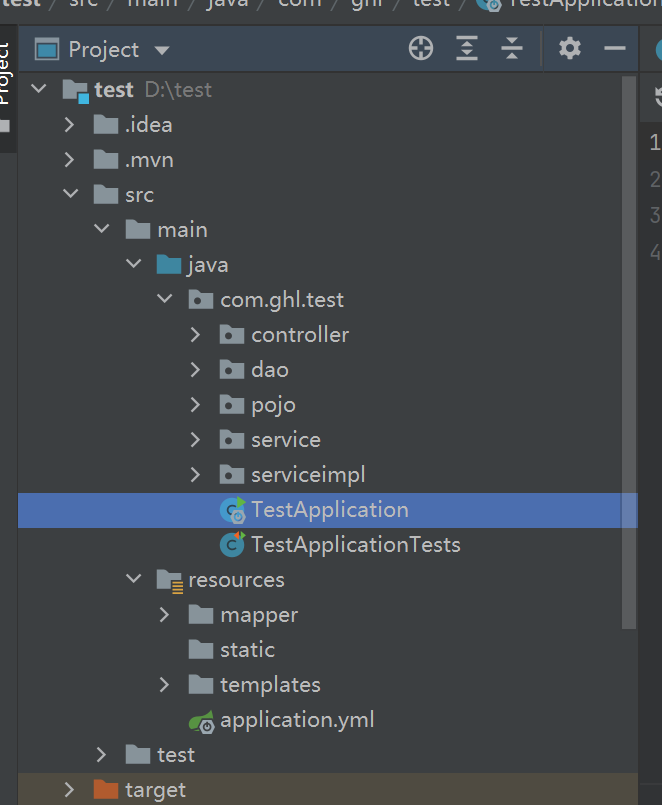 test / src / main / java / com / ghl / test / TestApplication
Project
Project
test D:\test
.idea
.mvn
src
main
java
com.ghl.test
controller
dao
pojo
service
serviceimpl
TestApplication
TestApplicationTests
resources
mapper
static
templates
application.yml
test
target
1
2
3
4